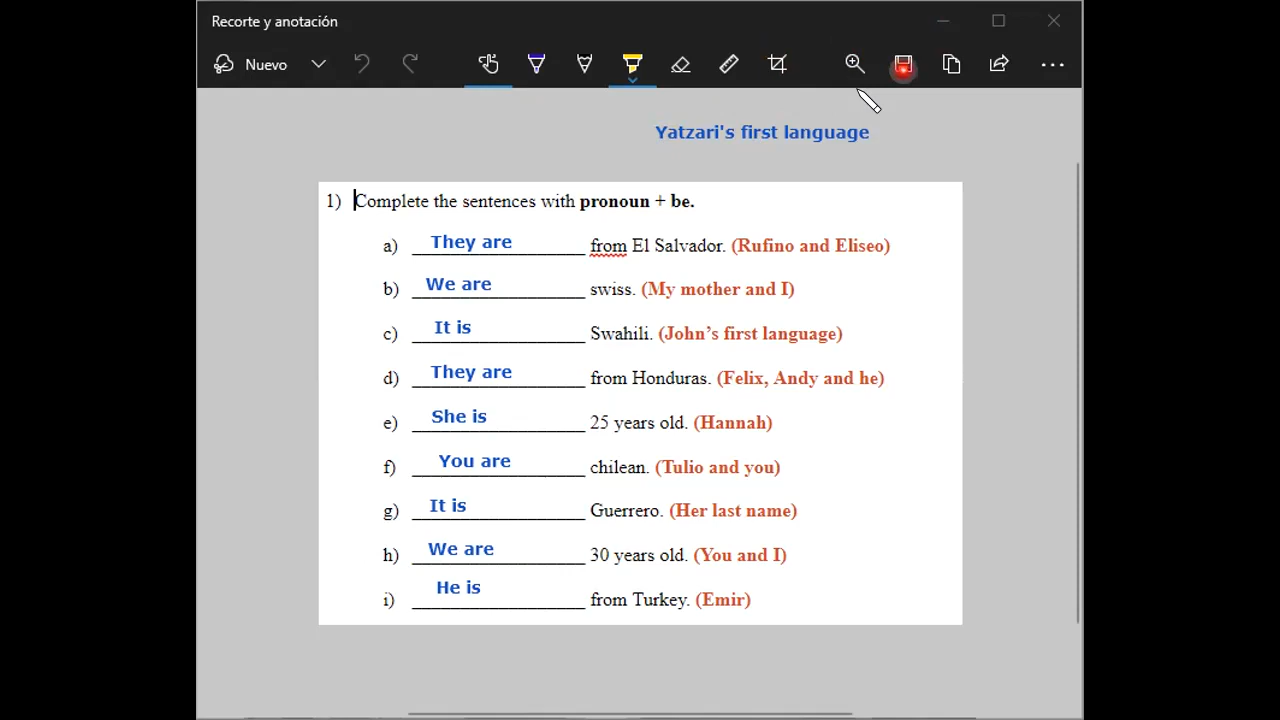 Recorte y anotación
Nuevo
Yatzari's first language
1) Complete the sentences with pronoun + be.
a) They are from El Salvador. (Rufino and Eliseo)
b) We are swiss. (My mother and I)
c) It is Swahili. (John’s first language)
d) They are from Honduras. (Felix, Andy and he)
e) She is 25 years old. (Hannah)
f) You are chilean. (Tulio and you)
g) It is Guerrero. (Her last name)
h) We are 30 years old. (You and I)
i) He is from Turkey. (Emir)